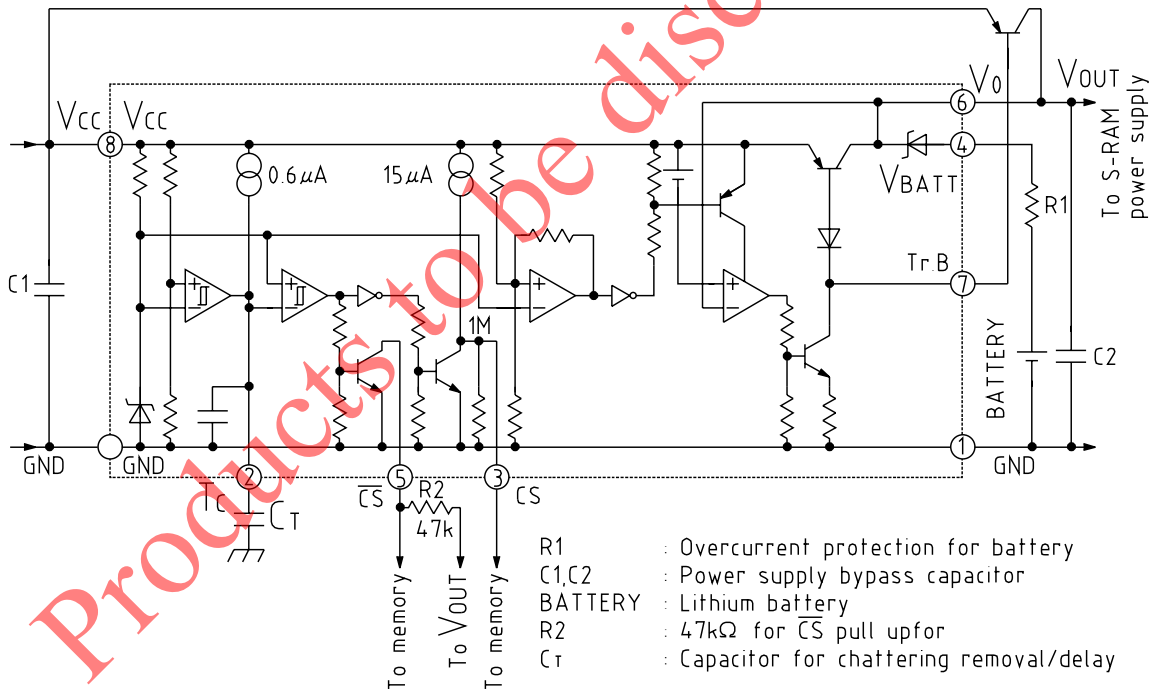 Products to be disc
VCC
VCC
8
0.6μA
15μA
6
VO
VOUT
To S-RAM
power supply
4
VBATT
R1
Tr.B
7
C1
+
−
+
−
+
−
+
−
1M
BATTERY
C2
GND
GND
1
GND
2
TC
CT
5
C̅S̅
R2
47k
3
CS
To memory
To VOUT
To memory
R1 : Overcurrent protection for battery
C1,C2 : Power supply bypass capacitor
BATTERY : Lithium battery
R2 : 47kΩ for C̅S̅ pull upfor
CT : Capacitor for chattering removal/delay